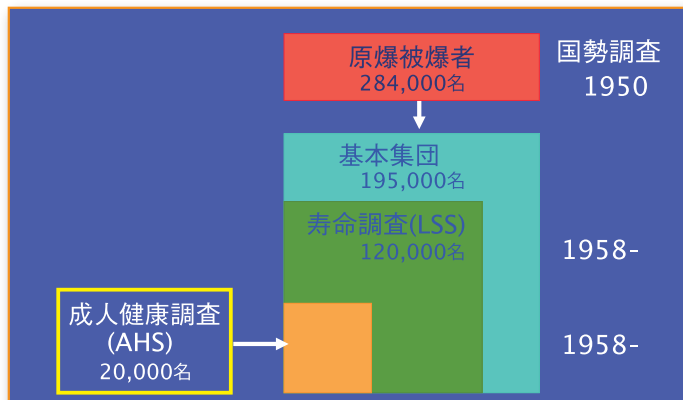 原爆被爆者
284,000名
国勢調査
1950
基本集団
195,000名
寿命調査(LSS)
120,000名
1958-
成人健康調査
(AHS)
20,000名
1958-